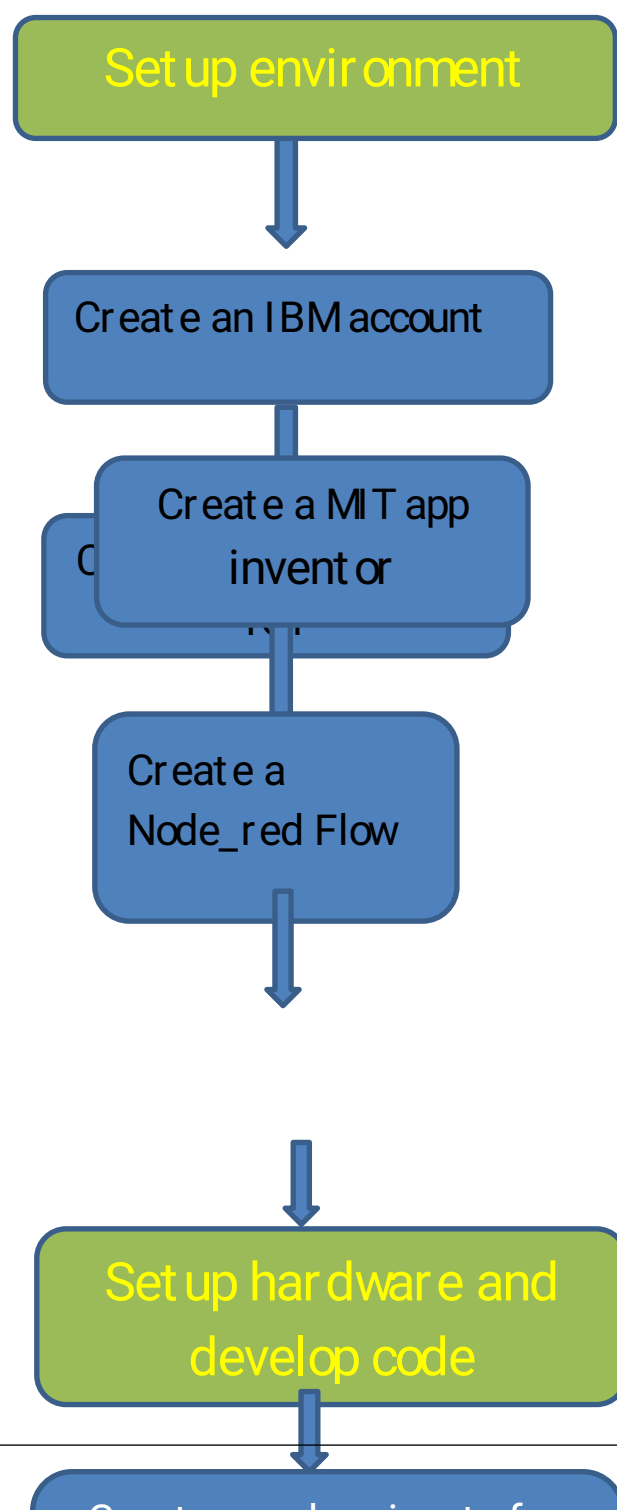 Set up environment
Create an IBM account
Create a MIT app
inventor
Create a
Node_red Flow
Set up hardware and
develop code